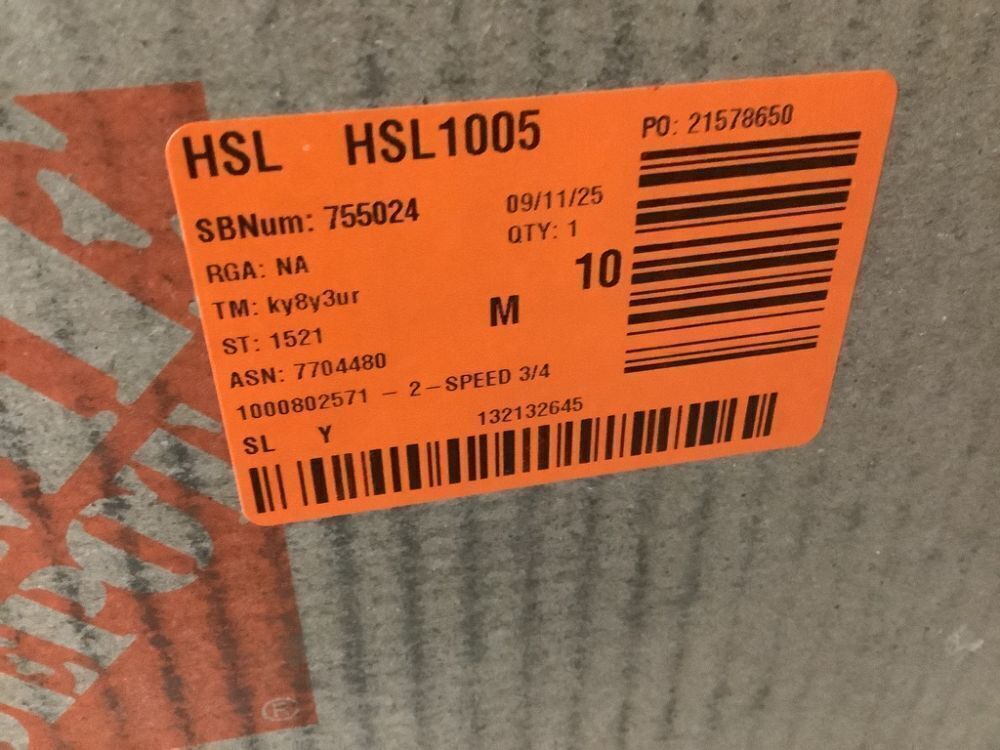 HSL HSL1005
PO: 21578650
SBNum: 755024 09/11/25
QTY: 1
RGA: NA
10
TM: ky8y3ur M
ST: 1521
ASN: 7704480
1000802571 - 2-SPEED 3/4
SL Y 132132645
®